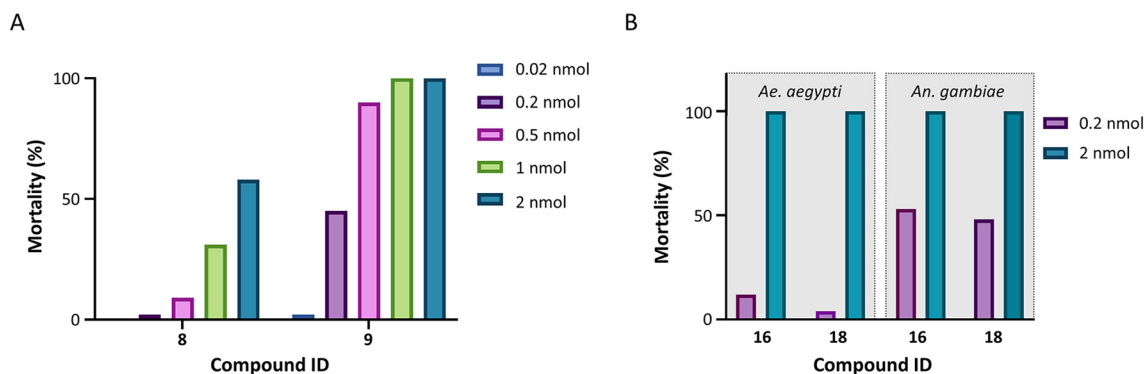 A
Mortality (%)
100
50
0
8
9
Compound ID
0.02 nmol
0.2 nmol
0.5 nmol
1 nmol
2 nmol
B
Mortality (%)
100
50
0
Ae. aegypti
An. gambiae
16
18
16
18
Compound ID
0.2 nmol
2 nmol